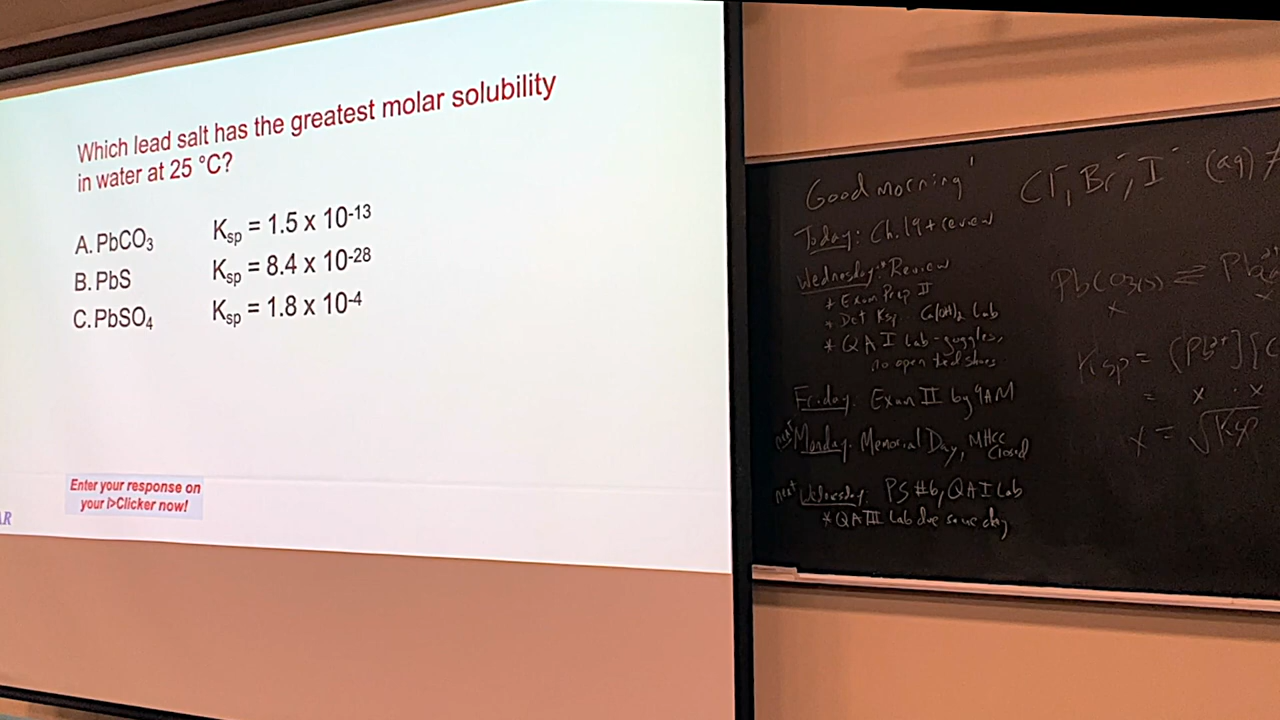 Which lead salt has the greatest molar solubility
in water at 25 °C?
A. PbCO₃ Ksp = 1.5 x 10⁻¹³
B. PbS Ksp = 8.4 x 10⁻²⁸
C. PbSO₄ Ksp = 1.8 x 10⁻⁴
Enter your response on
your i>Clicker now!
AR
Good morning!
Today: Ch.19 + review
Wednesday: * Review
* Exam Prep II
* Det Ksp Ca(OH)₂ Lab
* QA I Lab - goggles,
no open toed shoes
Friday: Exam II by 9AM
next Monday: Memorial Day, MHCC
Closed
next Wednesday: PS #6, QA I Lab
* QA III Lab due same day
Cl⁻, Br⁻, I⁻ : (aq) ≠
PbCO₃(s) ⇌ Pb²⁺
x x
Ksp = [Pb²⁺] [C
= x · x
x = √Ksp